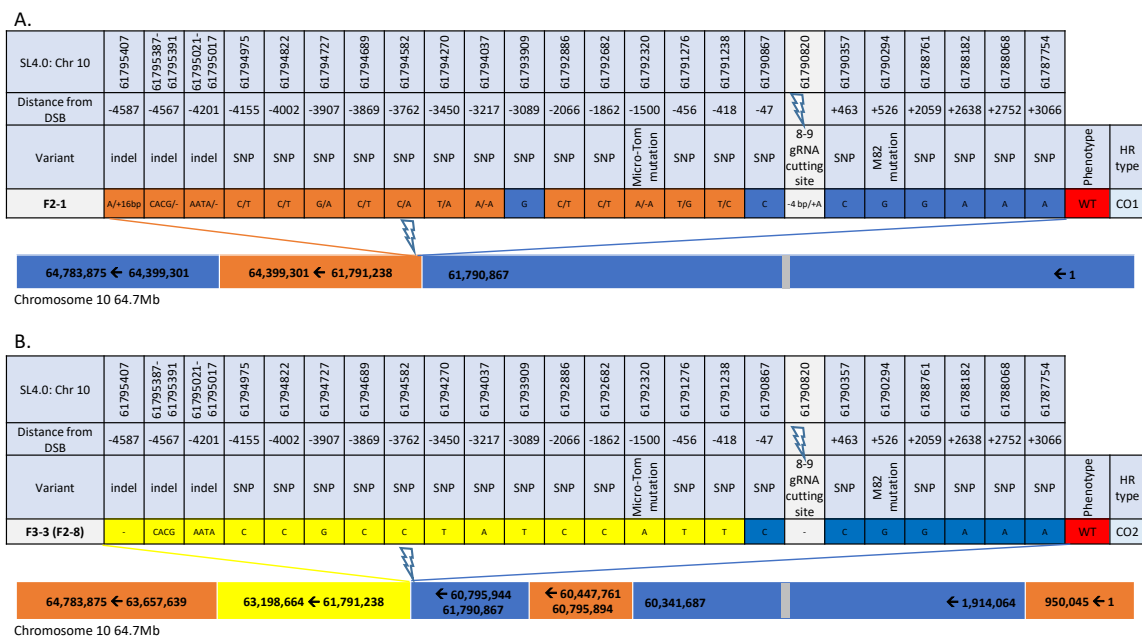 A.
SL4.0: Chr 10 61795407 61795387-61795391 61795021-61795017 61794975 61794822 61794727 61794689 61794582 61794270 61794037 61793909 61792886 61792682 61792320 61791276 61791238 61790867 61790820 61790357 61790294 61788761 61788182 61788068 61787754
Distance from DSB -4587 -4567 -4201 -4155 -4002 -3907 -3869 -3762 -3450 -3217 -3089 -2066 -1862 -1500 -456 -418 -47 +463 +526 +2059 +2638 +2752 +3066
Variant indel indel indel SNP SNP SNP SNP SNP SNP SNP SNP SNP SNP Micro-Tom mutation SNP SNP SNP 8-9 gRNA cutting site SNP M82 mutation SNP SNP SNP SNP Phenotype HR type
F2-1 A/+16bp CACG/- AATA/- C/T C/T G/A C/T C/A T/A A/-A G C/T C/T A/-A T/G T/C C -4 bp/+A C G G A A A WT CO1
64,783,875 ← 64,399,301 64,399,301 ← 61,791,238 61,790,867 ← 1
Chromosome 10 64.7Mb
B.
SL4.0: Chr 10 61795407 61795387-61795391 61795021-61795017 61794975 61794822 61794727 61794689 61794582 61794270 61794037 61793909 61792886 61792682 61792320 61791276 61791238 61790867 61790820 61790357 61790294 61788761 61788182 61788068 61787754
Distance from DSB -4587 -4567 -4201 -4155 -4002 -3907 -3869 -3762 -3450 -3217 -3089 -2066 -1862 -1500 -456 -418 -47 +463 +526 +2059 +2638 +2752 +3066
Variant indel indel indel SNP SNP SNP SNP SNP SNP SNP SNP SNP SNP Micro-Tom mutation SNP SNP SNP 8-9 gRNA cutting site SNP M82 mutation SNP SNP SNP SNP Phenotype HR type
F3-3 (F2-8) - CACG AATA C C G C C T A T C C A T T C - C G G A A A WT CO2
64,783,875 ← 63,657,639 63,198,664 ← 61,791,238 ← 60,795,944 61,790,867 ← 60,447,761 60,795,894 60,341,687 ← 1,914,064 950,045 ← 1
Chromosome 10 64.7Mb